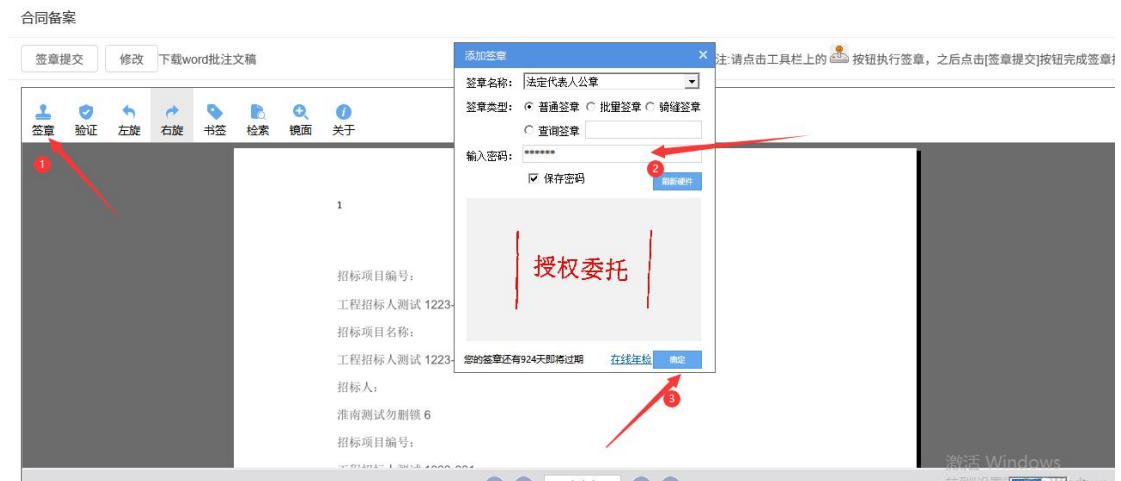 合同备案
签章提交 修改 下载word批注文稿
注:请点击工具栏上的 按钮执行签章，之后点击[签章提交]按钮完成签章
签章 验证 左旋 右旋 书签 检索 镜面 关于
1
添加签章 ×
签章名称： 法定代表人公章
签章类型： 普通签章 批量签章 骑缝签章
查询签章
输入密码： ******
2
保存密码 刷新硬件
授权委托
您的签章还有924天即将过期 在线年检 确定
3
1
招标项目编号：
工程招标人测试 1223-
招标项目名称：
工程招标人测试 1223-
招标人：
淮南测试勿删锁 6
招标项目编号：
激活 Windows